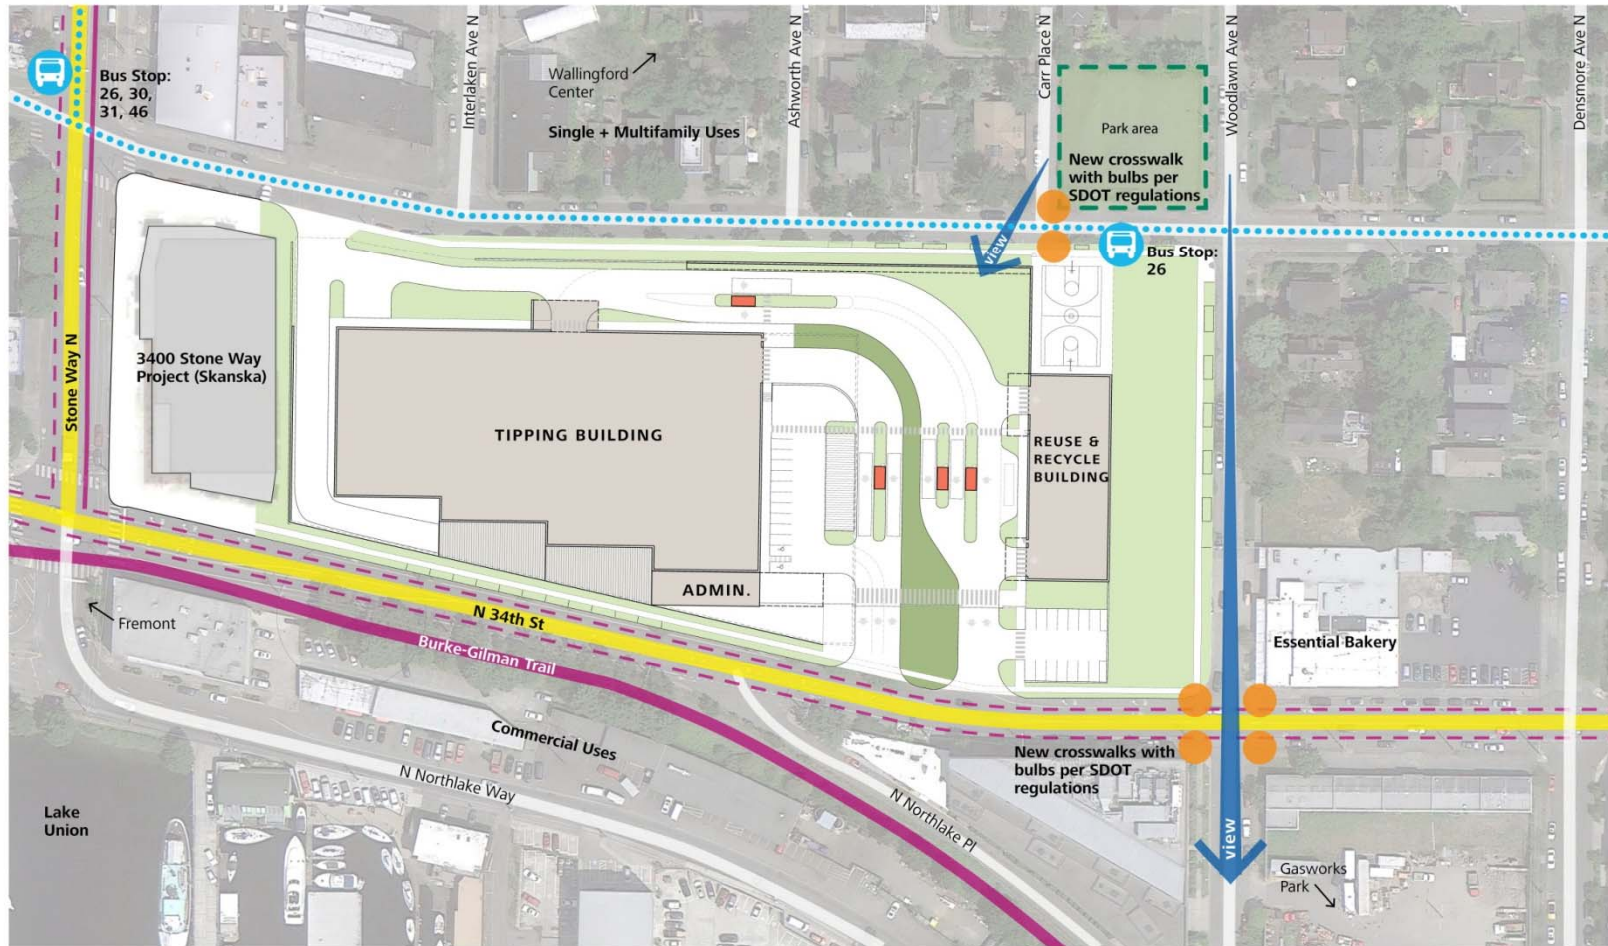 Interlaken Ave N
Ashworth Ave N
Carr Place N
Woodlawn Ave N
Densmore Ave N
Bus Stop:
26, 30,
31, 46
Wallingford
Center
Single + Multifamily Uses
Park area
New crosswalk
with bulbs per
SDOT regulations
view
Bus Stop:
26
Stone Way N
3400 Stone Way
Project (Skanska)
TIPPING BUILDING
REUSE &
RECYCLE
BUILDING
ADMIN.
N 34th St
Fremont
Burke-Gilman Trail
Essential Bakery
Commercial Uses
N Northlake Way
N Northlake Pl
New crosswalks with
bulbs per SDOT
regulations
Lake
Union
view
Gasworks
Park